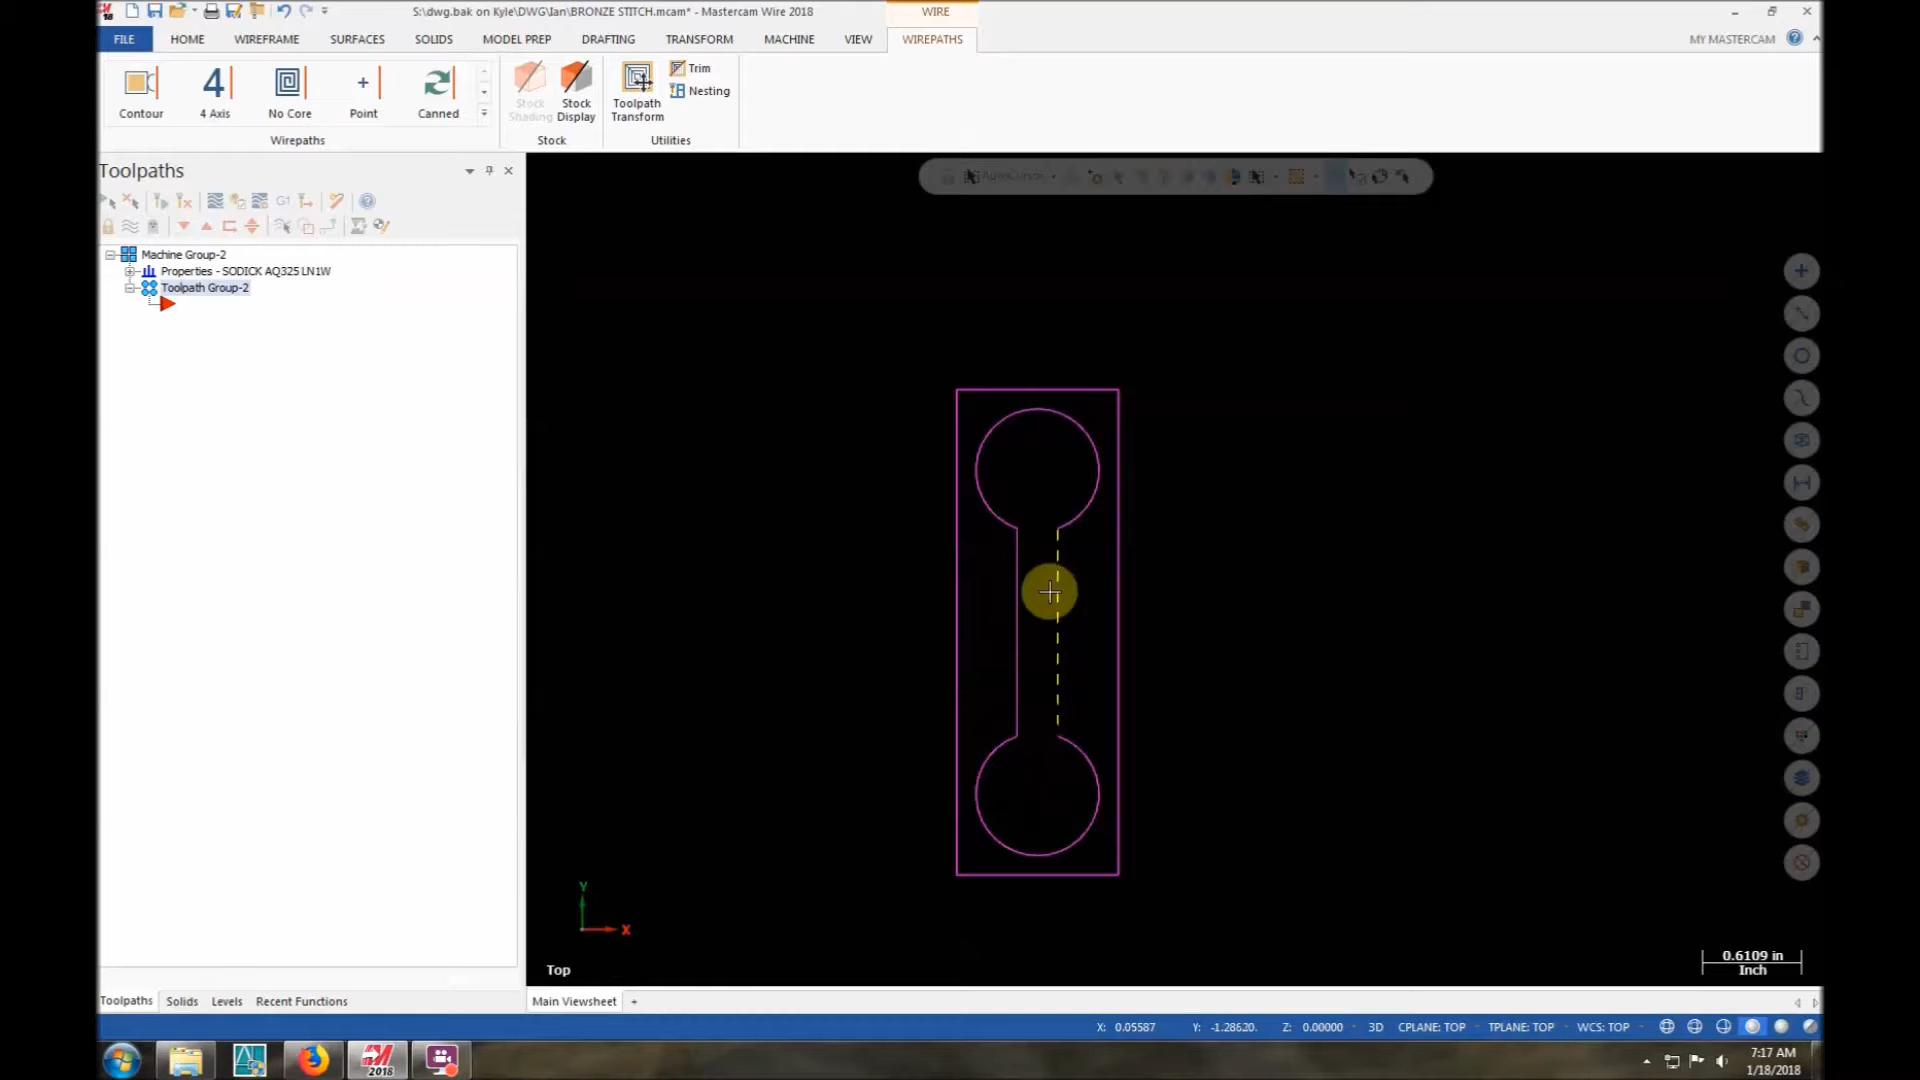 S:\dwg.bak on Kyle\DWG\Ian\BRONZE STITCH.mcam* - Mastercam Wire 2018
WIRE
FILE HOME WIREFRAME SURFACES SOLIDS MODEL PREP DRAFTING TRANSFORM MACHINE VIEW WIREPATHS MY MASTERCAM
Contour 4 Axis No Core Point Canned
Stock Shading
Stock Display
Toolpath Transform
Trim
Nesting
Wirepaths Stock Utilities
Toolpaths
AutoCursor
G1
Machine Group-2
Properties - SODICK AQ325 LN1W
Toolpath Group-2
Y
X
Top
0.6109 in
Inch
Toolpaths Solids Levels Recent Functions
Main Viewsheet +
X: 0.05587 Y: -1.28620. Z: 0.00000 3D CPLANE: TOP TPLANE: TOP WCS: TOP
2018
7:17 AM
1/18/2018